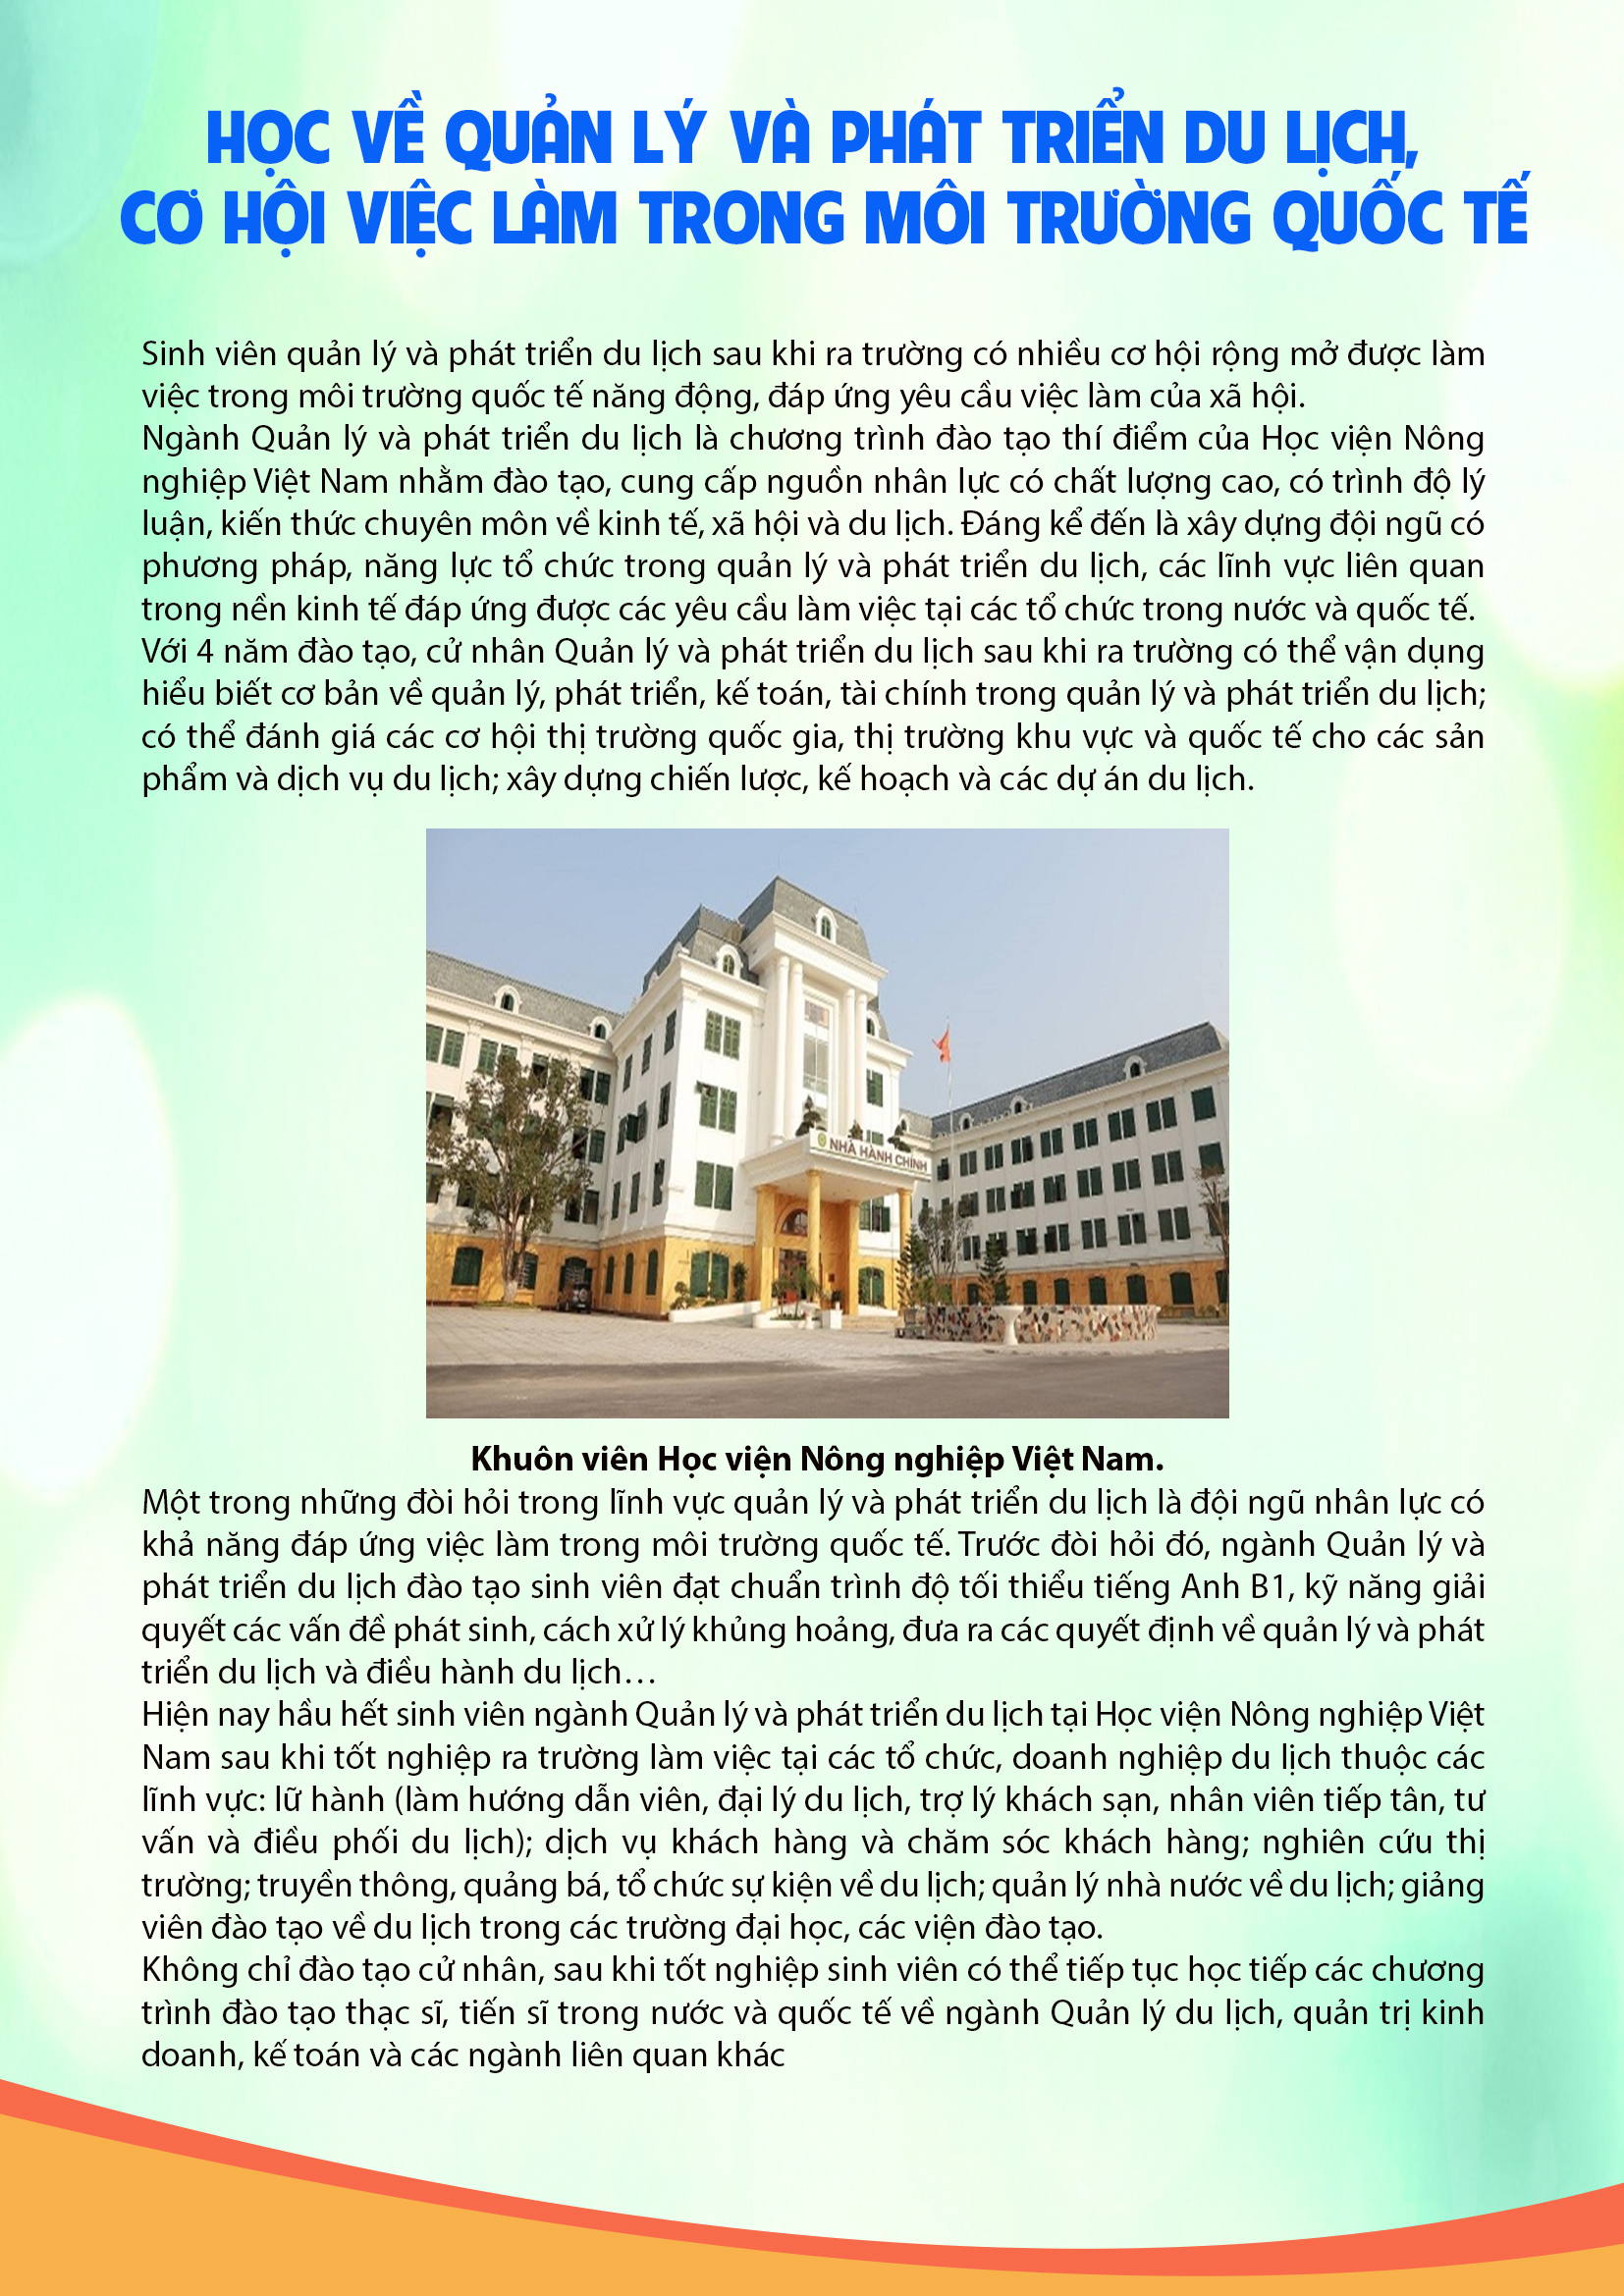 HỌC VỀ QUẢN LÝ VÀ PHÁT TRIỂN DU LỊCH,
CƠ HỘI VIỆC LÀM TRONG MÔI TRƯỜNG QUỐC TẾ
Sinh viên quản lý và phát triển du lịch sau khi ra trường có nhiều cơ hội rộng mở được làm
việc trong môi trường quốc tế năng động, đáp ứng yêu cầu việc làm của xã hội.
Ngành Quản lý và phát triển du lịch là chương trình đào tạo thí điểm của Học viện Nông
nghiệp Việt Nam nhằm đào tạo, cung cấp nguồn nhân lực có chất lượng cao, có trình độ lý
luận, kiến thức chuyên môn về kinh tế, xã hội và du lịch. Đáng kể đến là xây dựng đội ngũ có
phương pháp, năng lực tổ chức trong quản lý và phát triển du lịch, các lĩnh vực liên quan
trong nền kinh tế đáp ứng được các yêu cầu làm việc tại các tổ chức trong nước và quốc tế.
Với 4 năm đào tạo, cử nhân Quản lý và phát triển du lịch sau khi ra trường có thể vận dụng
hiểu biết cơ bản về quản lý, phát triển, kế toán, tài chính trong quản lý và phát triển du lịch;
có thể đánh giá các cơ hội thị trường quốc gia, thị trường khu vực và quốc tế cho các sản
phẩm và dịch vụ du lịch; xây dựng chiến lược, kế hoạch và các dự án du lịch.
NHÀ HÀNH CHÍNH
Khuôn viên Học viện Nông nghiệp Việt Nam.
Một trong những đòi hỏi trong lĩnh vực quản lý và phát triển du lịch là đội ngũ nhân lực có
khả năng đáp ứng việc làm trong môi trường quốc tế. Trước đòi hỏi đó, ngành Quản lý và
phát triển du lịch đào tạo sinh viên đạt chuẩn trình độ tối thiểu tiếng Anh B1, kỹ năng giải
quyết các vấn đề phát sinh, cách xử lý khủng hoảng, đưa ra các quyết định về quản lý và phát
triển du lịch và điều hành du lịch…
Hiện nay hầu hết sinh viên ngành Quản lý và phát triển du lịch tại Học viện Nông nghiệp Việt
Nam sau khi tốt nghiệp ra trường làm việc tại các tổ chức, doanh nghiệp du lịch thuộc các
lĩnh vực: lữ hành (làm hướng dẫn viên, đại lý du lịch, trợ lý khách sạn, nhân viên tiếp tân, tư
vấn và điều phối du lịch); dịch vụ khách hàng và chăm sóc khách hàng; nghiên cứu thị
trường; truyền thông, quảng bá, tổ chức sự kiện về du lịch; quản lý nhà nước về du lịch; giảng
viên đào tạo về du lịch trong các trường đại học, các viện đào tạo.
Không chỉ đào tạo cử nhân, sau khi tốt nghiệp sinh viên có thể tiếp tục học tiếp các chương
trình đào tạo thạc sĩ, tiến sĩ trong nước và quốc tế về ngành Quản lý du lịch, quản trị kinh
doanh, kế toán và các ngành liên quan khác